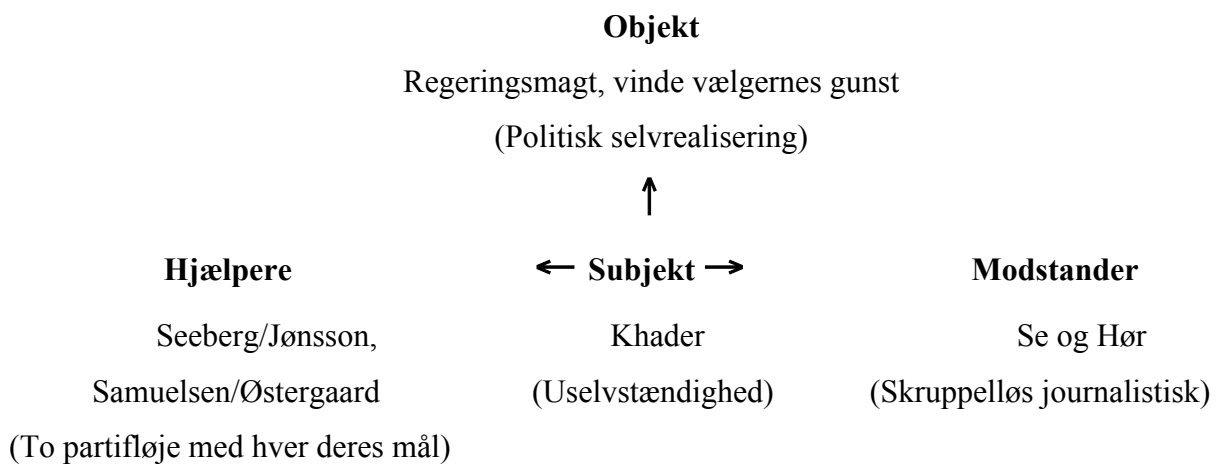 Objekt
Regeringsmagt, vinde vælgernes gunst
(Politisk selvrealisering)
Hjælpere
Subjekt
Modstander
Seeberg/Jønsson,
Khader
Se og Hør
Samuelsen/Østergaard
(Uselvstændighed)
(Skruppelløs journalistisk)
(To partifløje med hver deres mål)